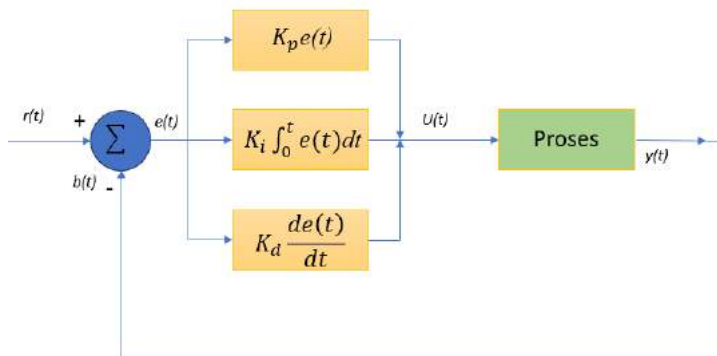 K_p e(t)
r(t)
+
∑
e(t)
K_i ∫_0^t e(t)dt
U(t)
Proses
y(t)
b(t)
-
K_d de(t)/dt